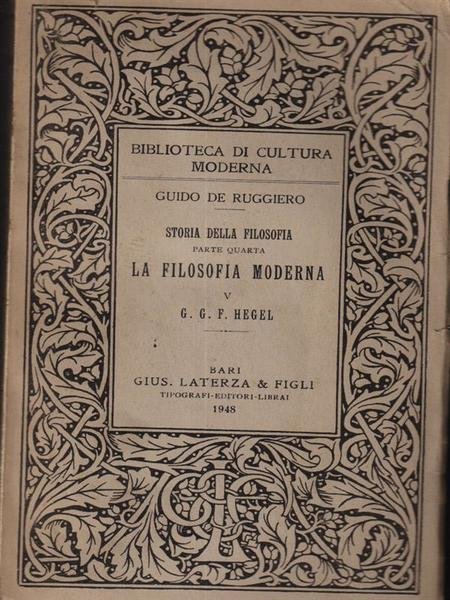 BIBLIOTECA DI CULTURA
MODERNA
GUIDO DE RUGGIERO
STORIA DELLA FILOSOFIA
PARTE QUARTA
LA FILOSOFIA MODERNA
V
G. G. F. HEGEL
BARI
GIUS. LATERZA & FIGLI
TIPOGRAFI-EDITORI-LIBRAI
1948